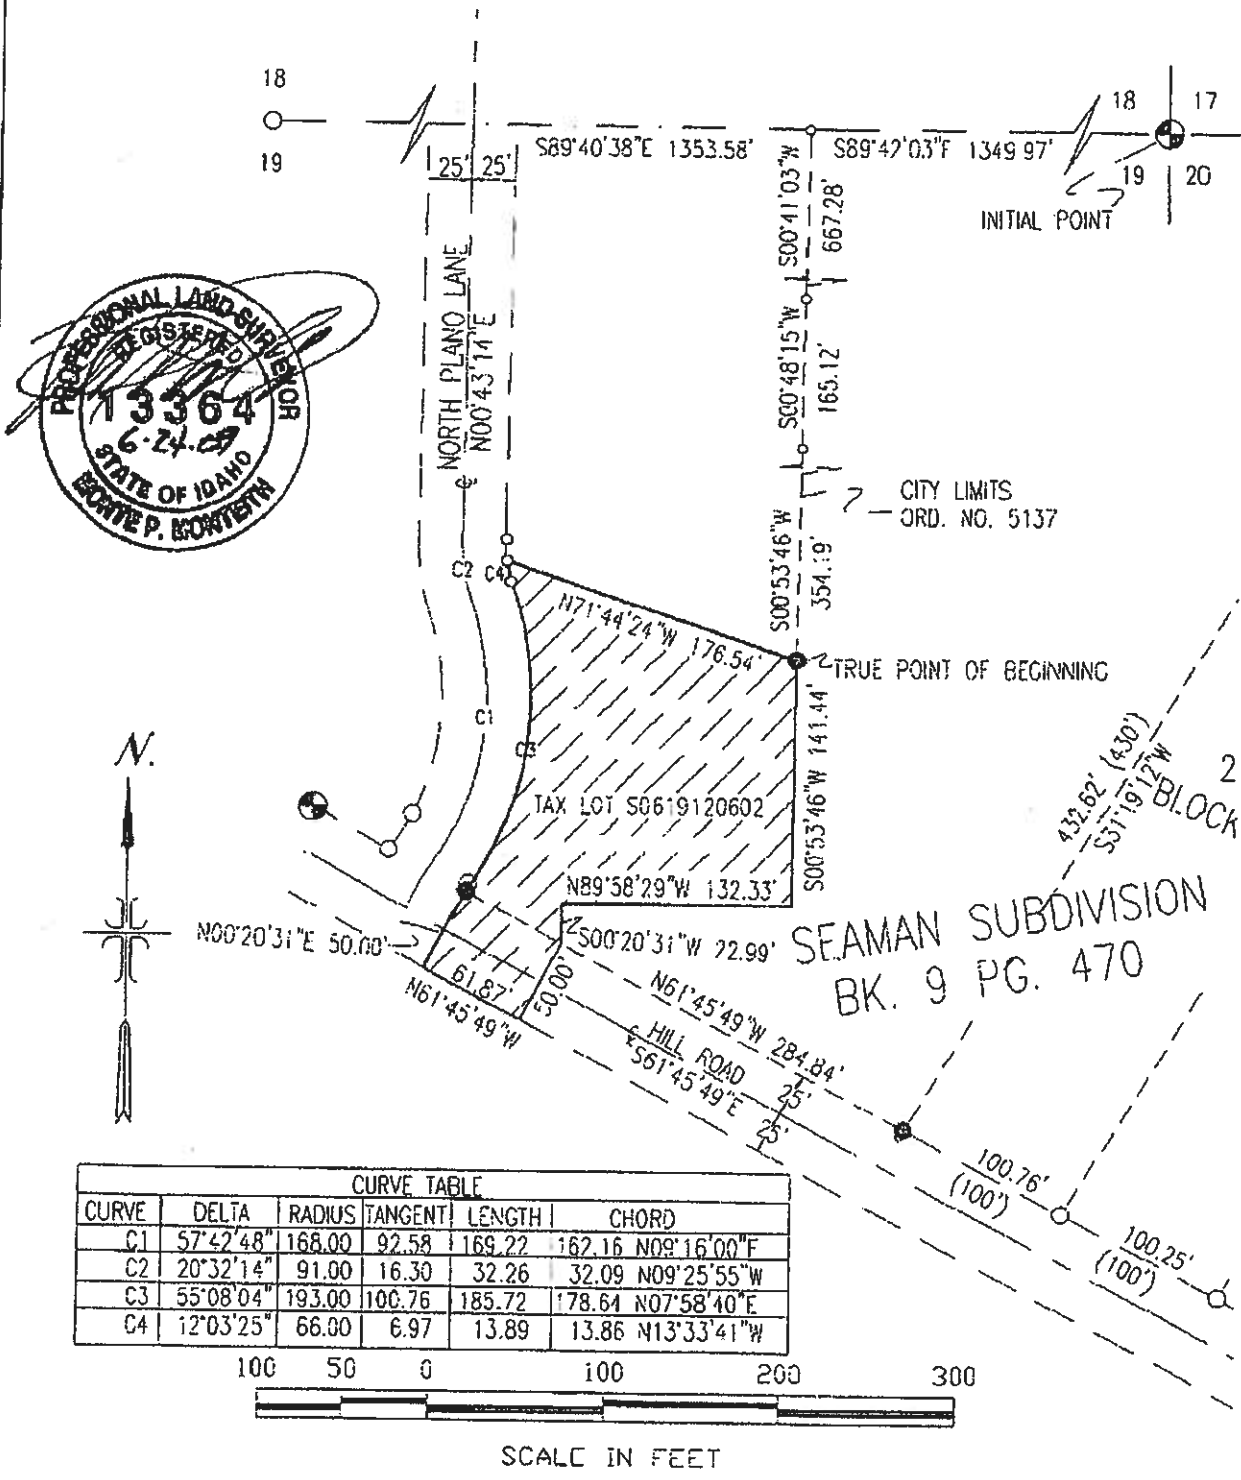 18
19
25' 25'
S89°40'38"E 1353.58'
S89°42'03"E 1349.97'
18
17
19
20
INITIAL POINT
S00°41'03"W
667.28'
NORTH PLANO LANE
N00°43'14"E
PROFESSIONAL LAND SURVEYOR
REGISTERED
13364
6-24-09
STATE OF IDAHO
MONTE P. MONTEITH
S00°48'15"W
165.12'
CITY LIMITS
ORD. NO. 5137
S00°53'46"W
354.19'
C2
C4
N71°44'24"W 176.54'
TRUE POINT OF BEGINNING
C1
C3
S00°53'46"W 141.44'
N.
TAX LOT S0619120602
432.62' (430')
S31°19'12"W
2
BLOCK
N89°58'29"W 132.33'
N00°20'31"E 50.00'
S00°20'31"W 22.99'
SEAMAN SUBDIVISION
BK. 9 PG. 470
61.87'
N61°45'49"W
50.00'
N61°45'49"W 284.84'
HILL ROAD
S61°45'49"E
25'
25'
100.76'
(100')
100.25'
(100')
CURVE TABLE
CURVE DELTA RADIUS TANGENT LENGTH CHORD
C1 57°42'48" 168.00 92.58 169.22 162.16 N09°16'00"E
C2 20°32'14" 91.00 16.30 32.26 32.09 N09°25'55"W
C3 55°08'04" 193.00 100.76 185.72 178.64 N07°58'40"E
C4 12°03'25" 66.00 6.97 13.89 13.86 N13°33'41"W
100 50 0 100 200 300
SCALE IN FEET